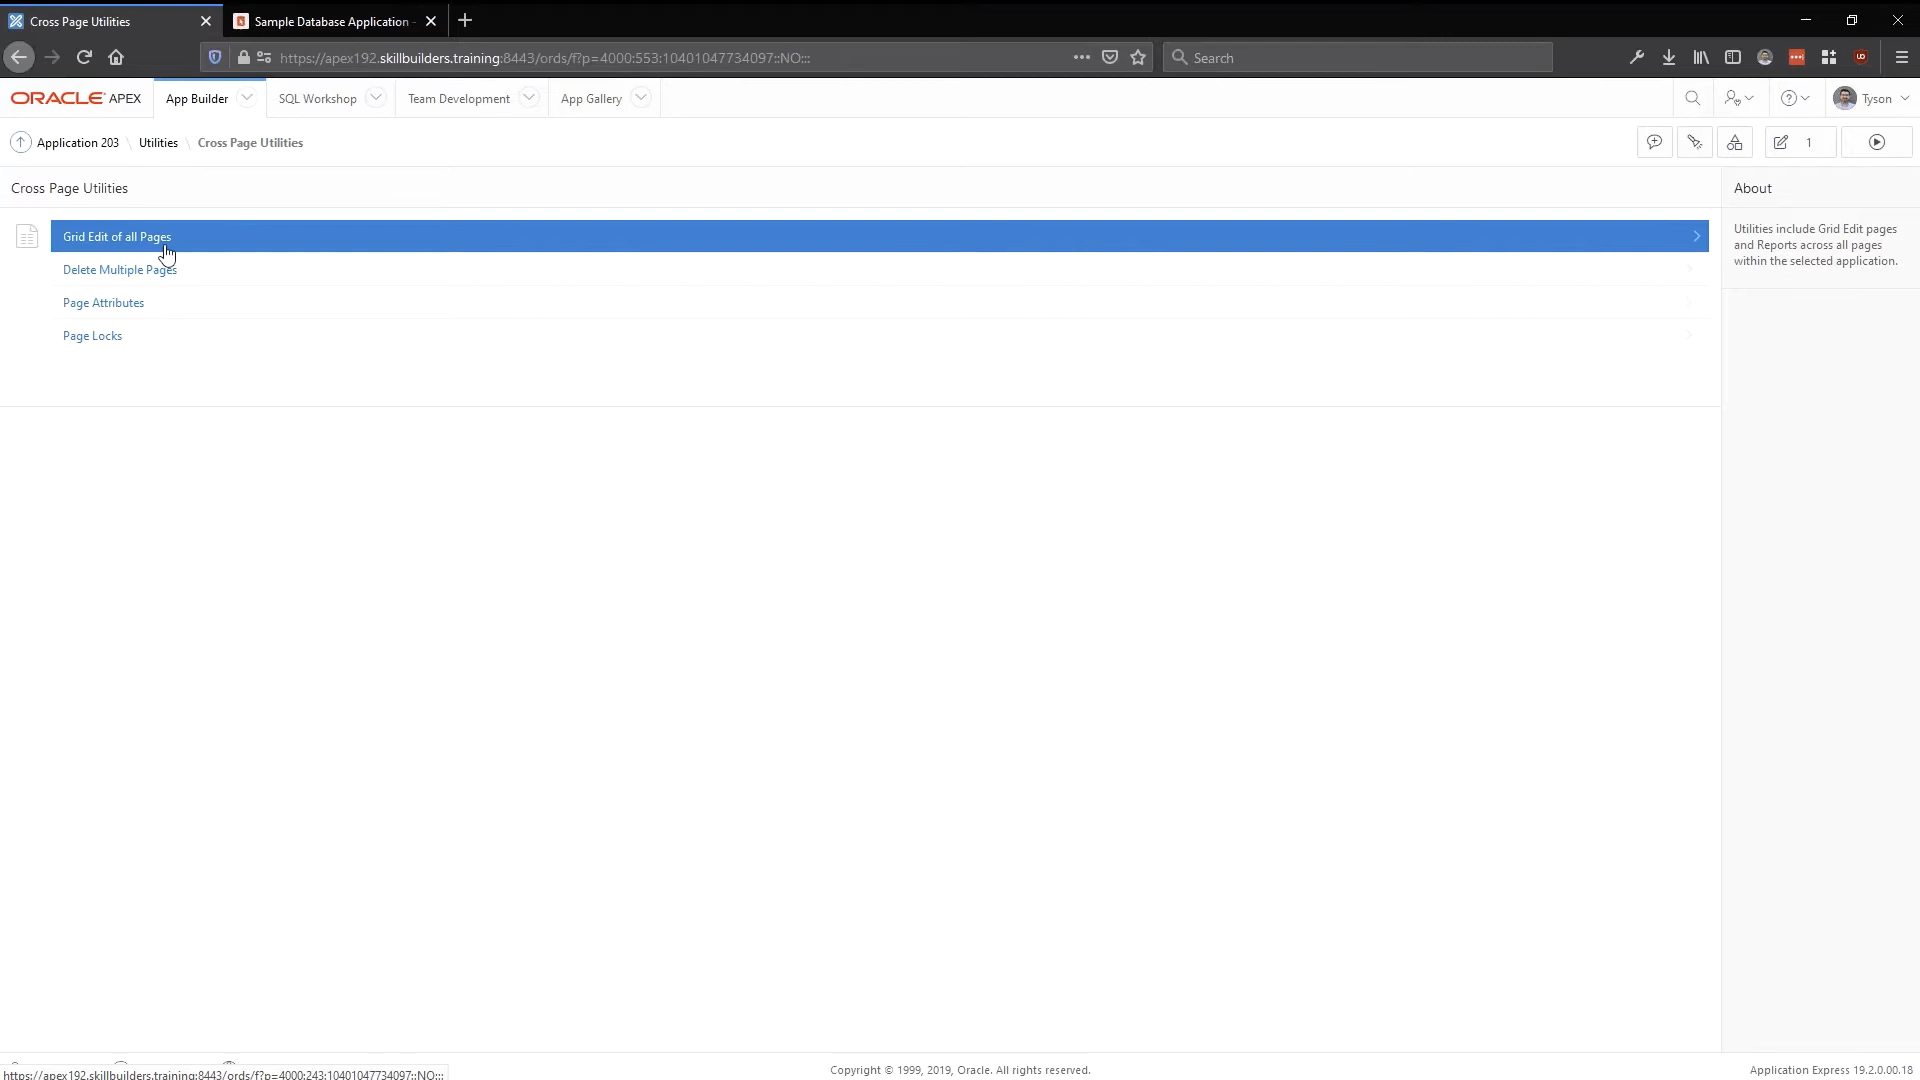 Cross Page Utilities
Sample Database Application -
https://apex192.skillbuilders.training:8443/ords/f?p=4000:553:10401047734097::NO:::
Search
ORACLE APEX
App Builder
SQL Workshop
Team Development
App Gallery
Tyson
Application 203 \ Utilities \ Cross Page Utilities
1
Cross Page Utilities
About
Grid Edit of all Pages
Delete Multiple Pages
Page Attributes
Page Locks
Utilities include Grid Edit pages
and Reports across all pages
within the selected application.
https://apex192.skillbuilders.training:8443/ords/f?p=4000:243:10401047734097::NO:::
Copyright © 1999, 2019, Oracle. All rights reserved.
Application Express 19.2.0.00.18